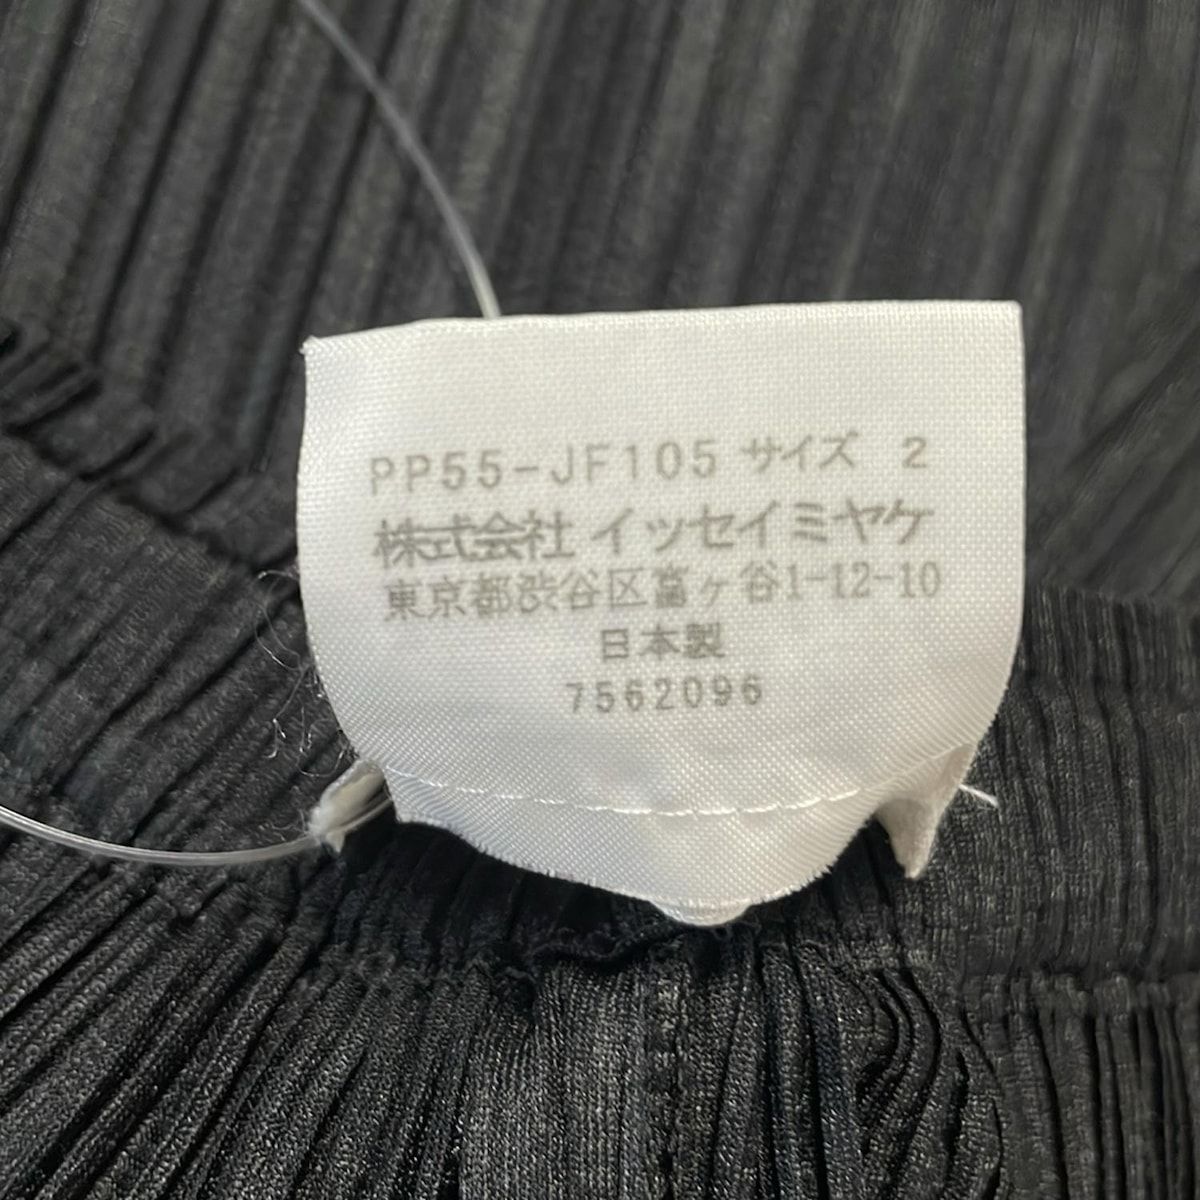 PP55-JF105 サイズ 2
株式会社 イッセイミヤケ
東京都渋谷区富ヶ谷1-12-10
日本製
7562096